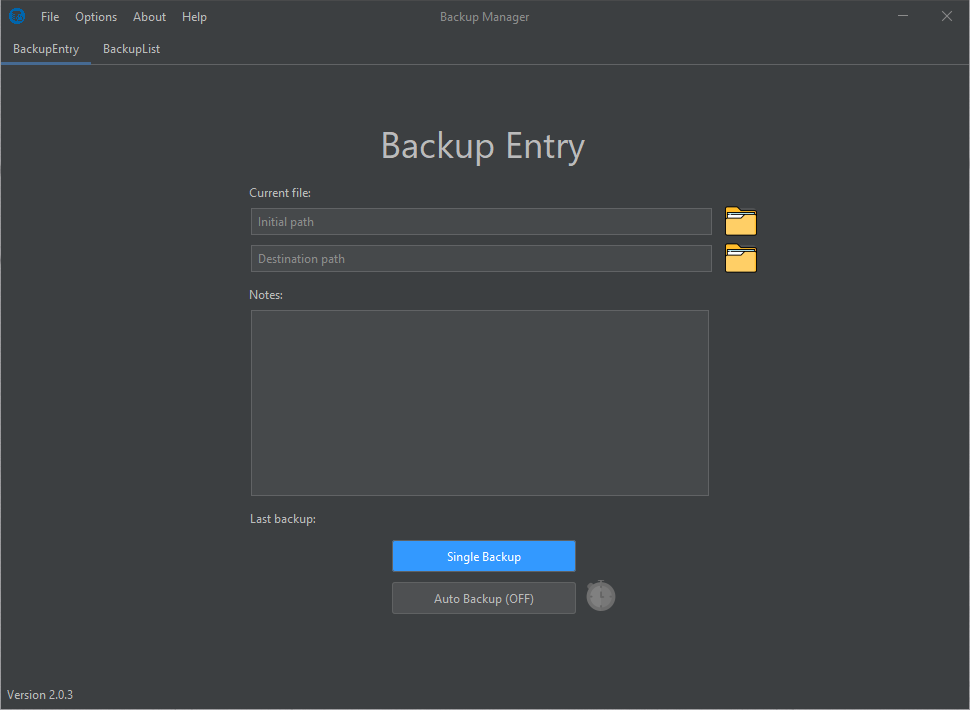 File Options About Help Backup Manager
BackupEntry BackupList
Backup Entry
Current file:
Initial path
Destination path
Notes:
Last backup:
Single Backup
Auto Backup (OFF)
Version 2.0.3